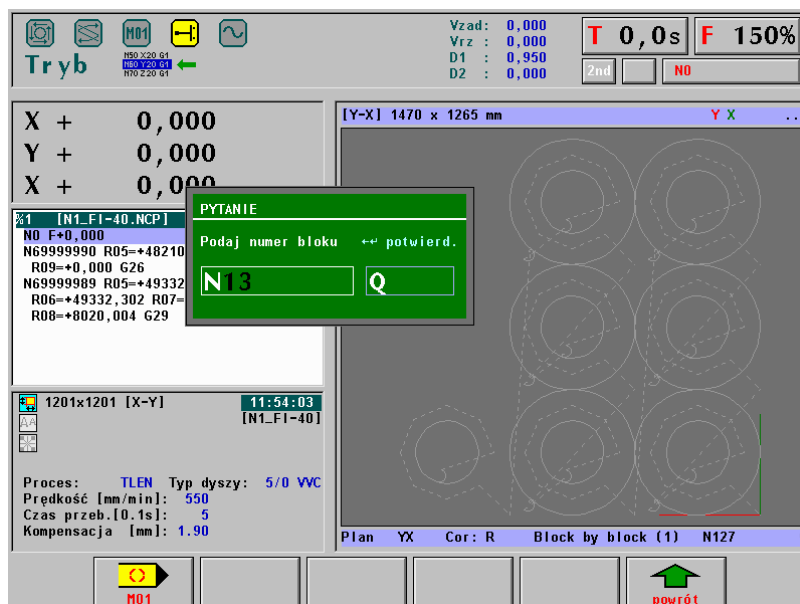 M01
Tryb
N50 X20 G1
N60 Y20 G1
N70 Z20 G1
Vzad: 0,000
Vrz : 0,000
D1 : 0,950
D2 : 0,000
T 0,0s
F 150%
2nd
N0
X + 0,000
Y + 0,000
X + 0,000
%1 [N1_FI-40.NCP]
N0 F+0,000
N69999990 R05=+48210
R09=+0,000 G26
N69999989 R05=+49332
R06=+49332,302 R07=
R08=+8020,004 G29
PYTANIE
Podaj numer bloku ←↵ potwierd.
N13 Q
[Y-X] 1470 x 1265 mm Y X ..
1201x1201 [X-Y] 11:54:03
[N1_FI-40]
AA
Proces: TLEN Typ dyszy: 5/0 VVC
Prędkość [mm/min]: 550
Czas przeb.[0.1s]: 5
Kompensacja [mm]: 1.90
Plan YX Cor: R Block by block (1) N127
M01
powrót